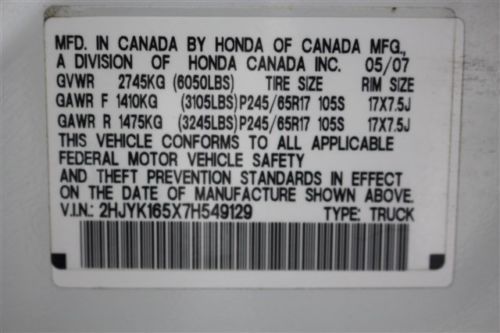 MFD. IN CANADA BY HONDA OF CANADA MFG.,
A DIVISION OF HONDA CANADA INC. 05/07
GVWR 2745KG (6050LBS) TIRE SIZE RIM SIZE
GAWR F 1410KG (3105LBS) P245/65R17 105S 17X7.5J
GAWR R 1475KG (3245LBS) P245/65R17 105S 17X7.5J
THIS VEHICLE CONFORMS TO ALL APPLICABLE
FEDERAL MOTOR VEHICLE SAFETY
AND THEFT PREVENTION STANDARDS IN EFFECT
ON THE DATE OF MANUFACTURE SHOWN ABOVE.
V.I.N.: 2HJYK165X7H549129 TYPE: TRUCK